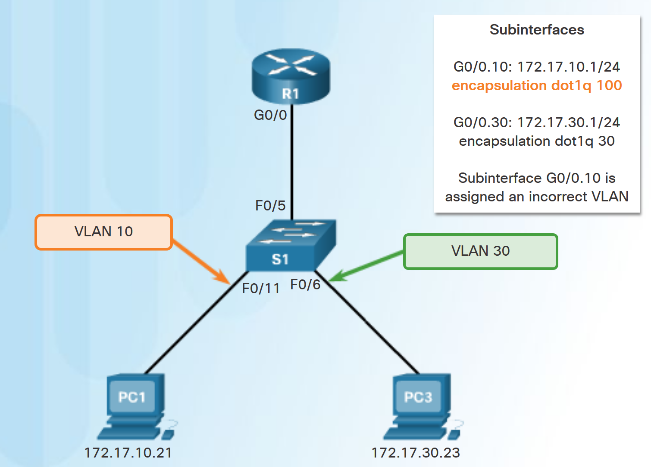 Subinterfaces
G0/0.10: 172.17.10.1/24
encapsulation dot1q 100
G0/0.30: 172.17.30.1/24
encapsulation dot1q 30
Subinterface G0/0.10 is
assigned an incorrect VLAN
R1
G0/0
F0/5
VLAN 10
S1
VLAN 30
F0/11
F0/6
PC1
PC3
172.17.10.21
172.17.30.23